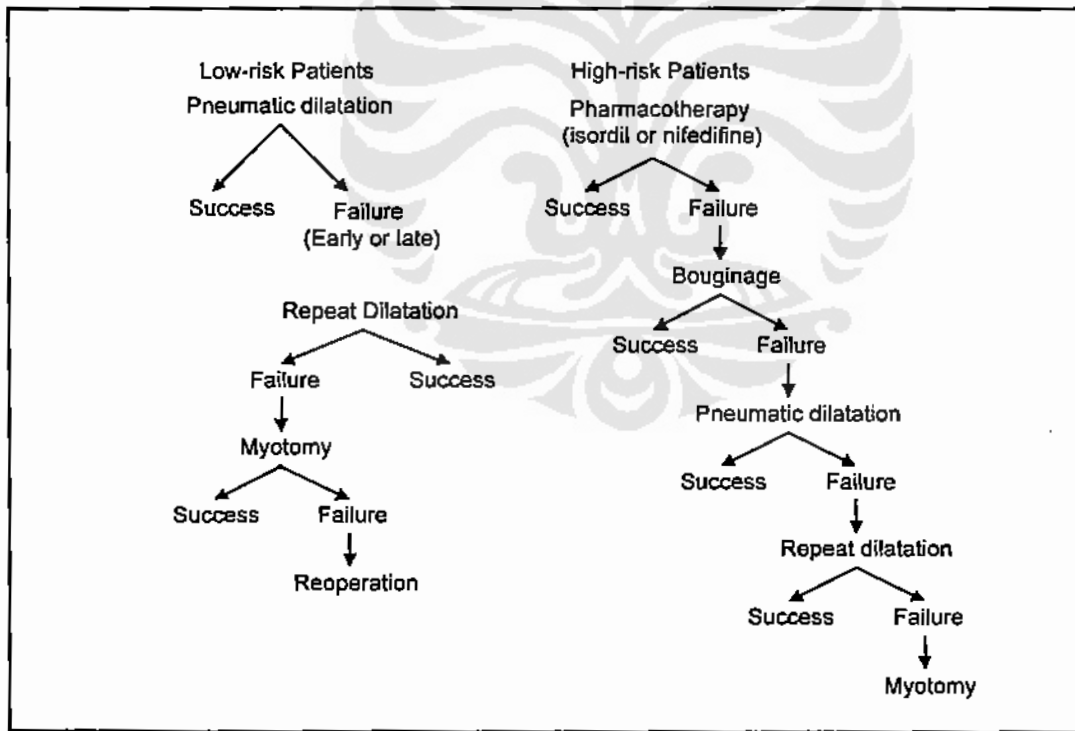 Low-risk Patients
Pneumatic dilatation
Success
Failure
(Early or late)
Repeat Dilatation
Failure
Success
Myotomy
Success
Failure
Reoperation
High-risk Patients
Pharmacotherapy
(isordil or nifedifine)
Success
Failure
Bouginage
Success
Failure
Pneumatic dilatation
Success
Failure
Repeat dilatation
Success
Failure
Myotomy